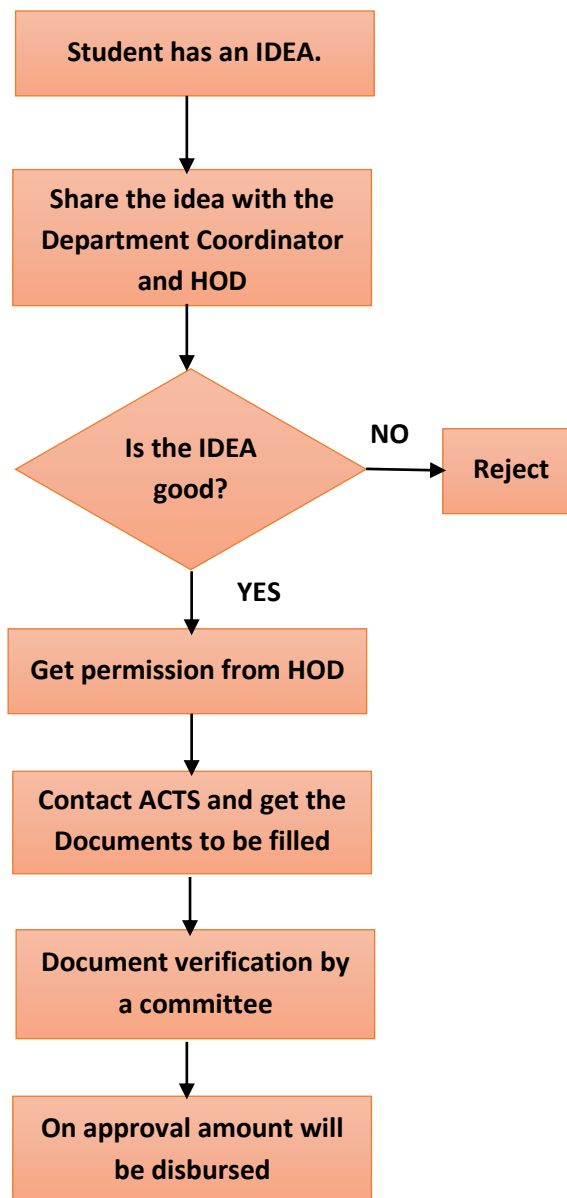 Student has an IDEA.
Share the idea with the
Department Coordinator
and HOD
Is the IDEA
good?
NO
Reject
YES
Get permission from HOD
Contact ACTS and get the
Documents to be filled
Document verification by
a committee
On approval amount will
be disbursed